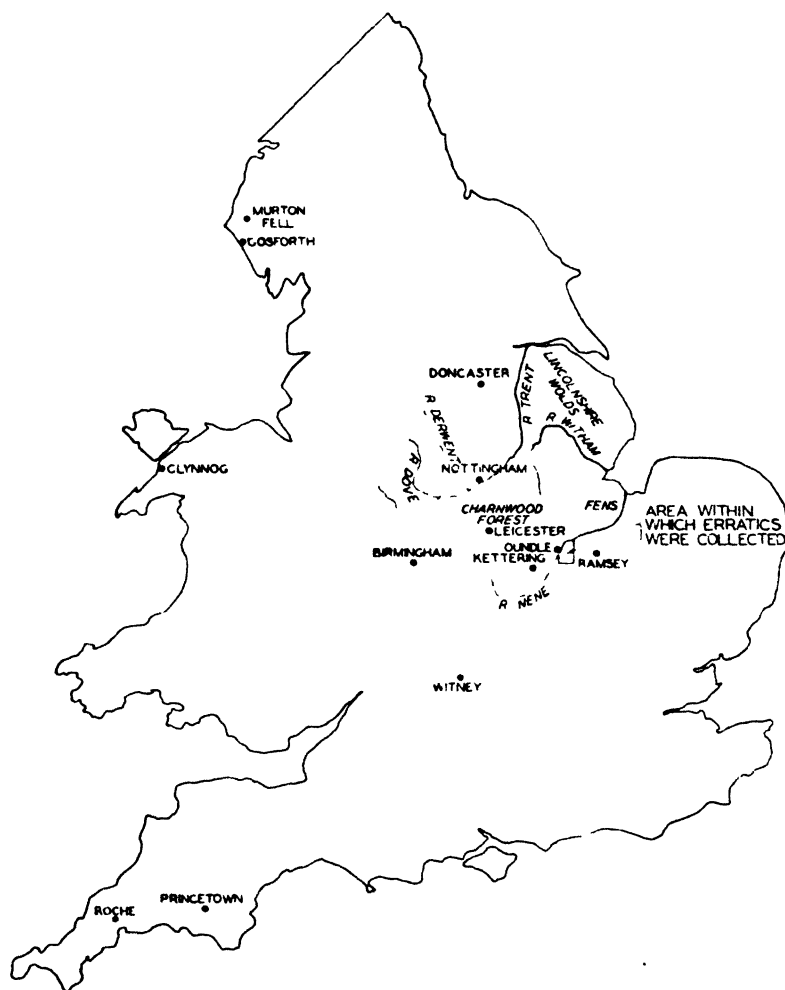 MURTON
FELL
GOSFORTH
DONCASTER
R TRENT
LINCOLNSHIRE
WOLDS
R WITHAM
R DERWENT
R DOVE
CLYNNOG
NOTTINGHAM
CHARNWOOD
FOREST
LEICESTER
FENS
AREA WITHIN
WHICH ERRATICS
WERE COLLECTED
BIRMINGHAM
OUNDLE
KETTERING
RAMSEY
R NENE
WITNEY
PRINCETOWN
ROCHE